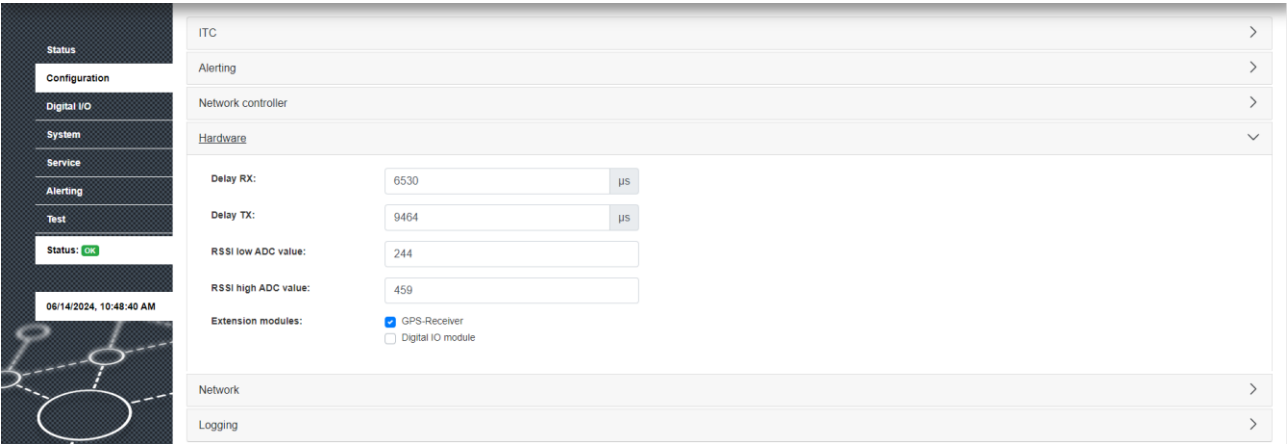 Status
Configuration
Digital I/O
System
Service
Alerting
Test
Status: OK
06/14/2024, 10:48:40 AM
ITC
Alerting
Network controller
Hardware
Delay RX: 6530 µs
Delay TX: 9464 µs
RSSI low ADC value: 244
RSSI high ADC value: 459
Extension modules: GPS-Receiver
Digital IO module
Network
Logging